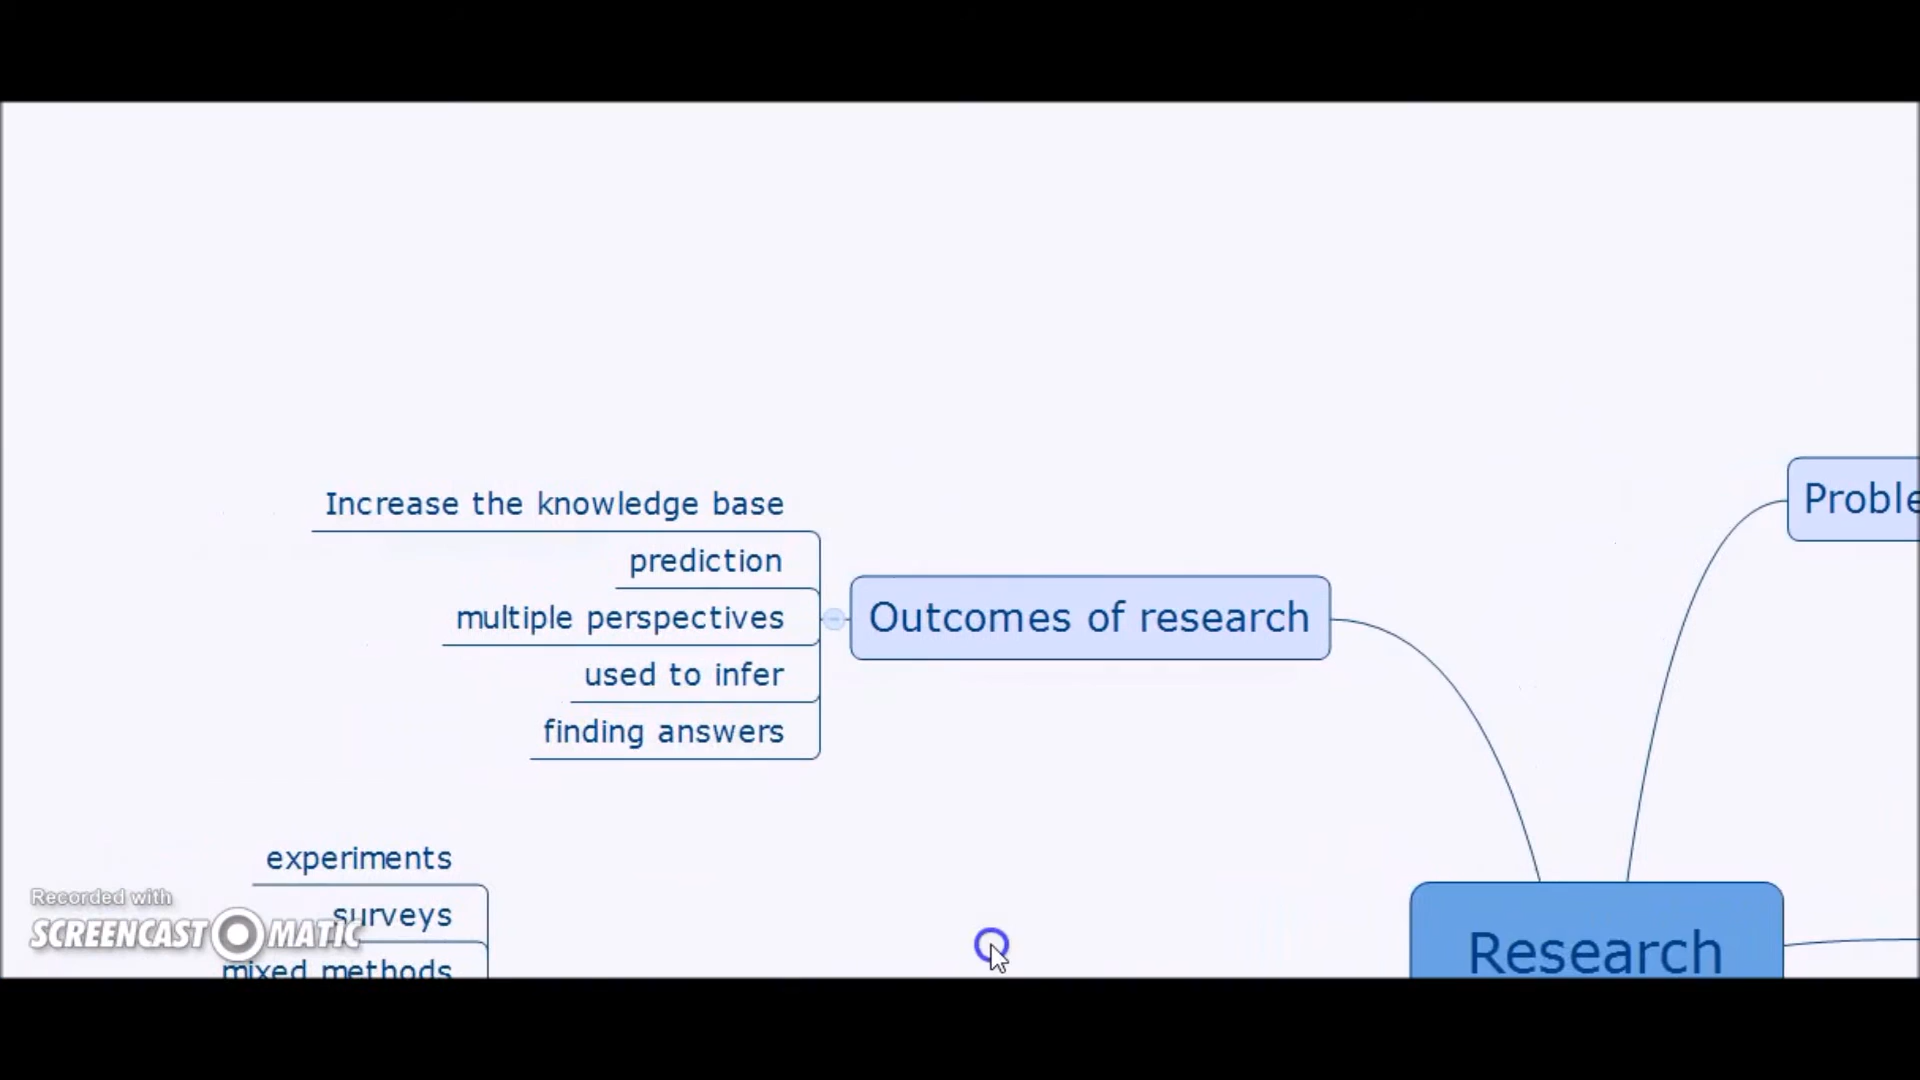 Increase the knowledge base
prediction
multiple perspectives
used to infer
finding answers
Outcomes of research
Proble
experiments
surveys
mixed methods
Research
Recorded with
SCREENCAST MATIC